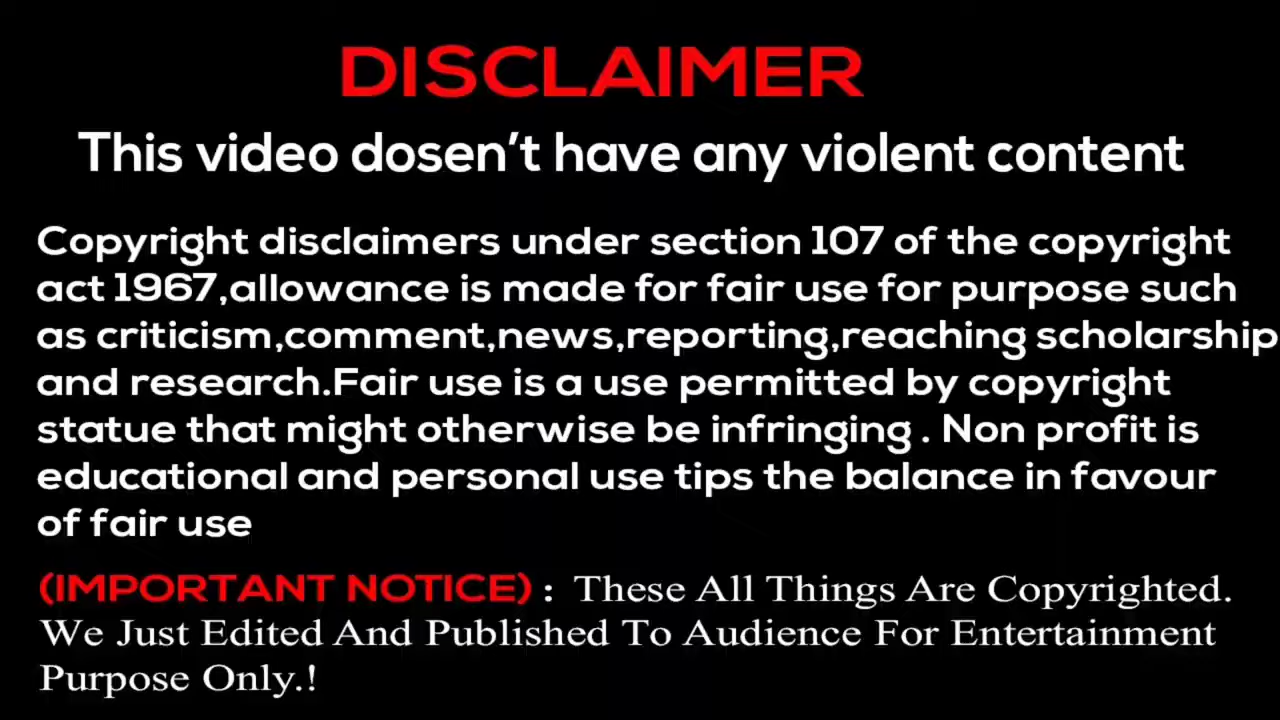 DISCLAIMER
This video dosen’t have any violent content
Copyright disclaimers under section 107 of the copyright
act 1967,allowance is made for fair use for purpose such
as criticism,comment,news,reporting,reaching scholarship
and research.Fair use is a use permitted by copyright
statue that might otherwise be infringing . Non profit is
educational and personal use tips the balance in favour
of fair use
(IMPORTANT NOTICE) : These All Things Are Copyrighted.
We Just Edited And Published To Audience For Entertainment
Purpose Only.!